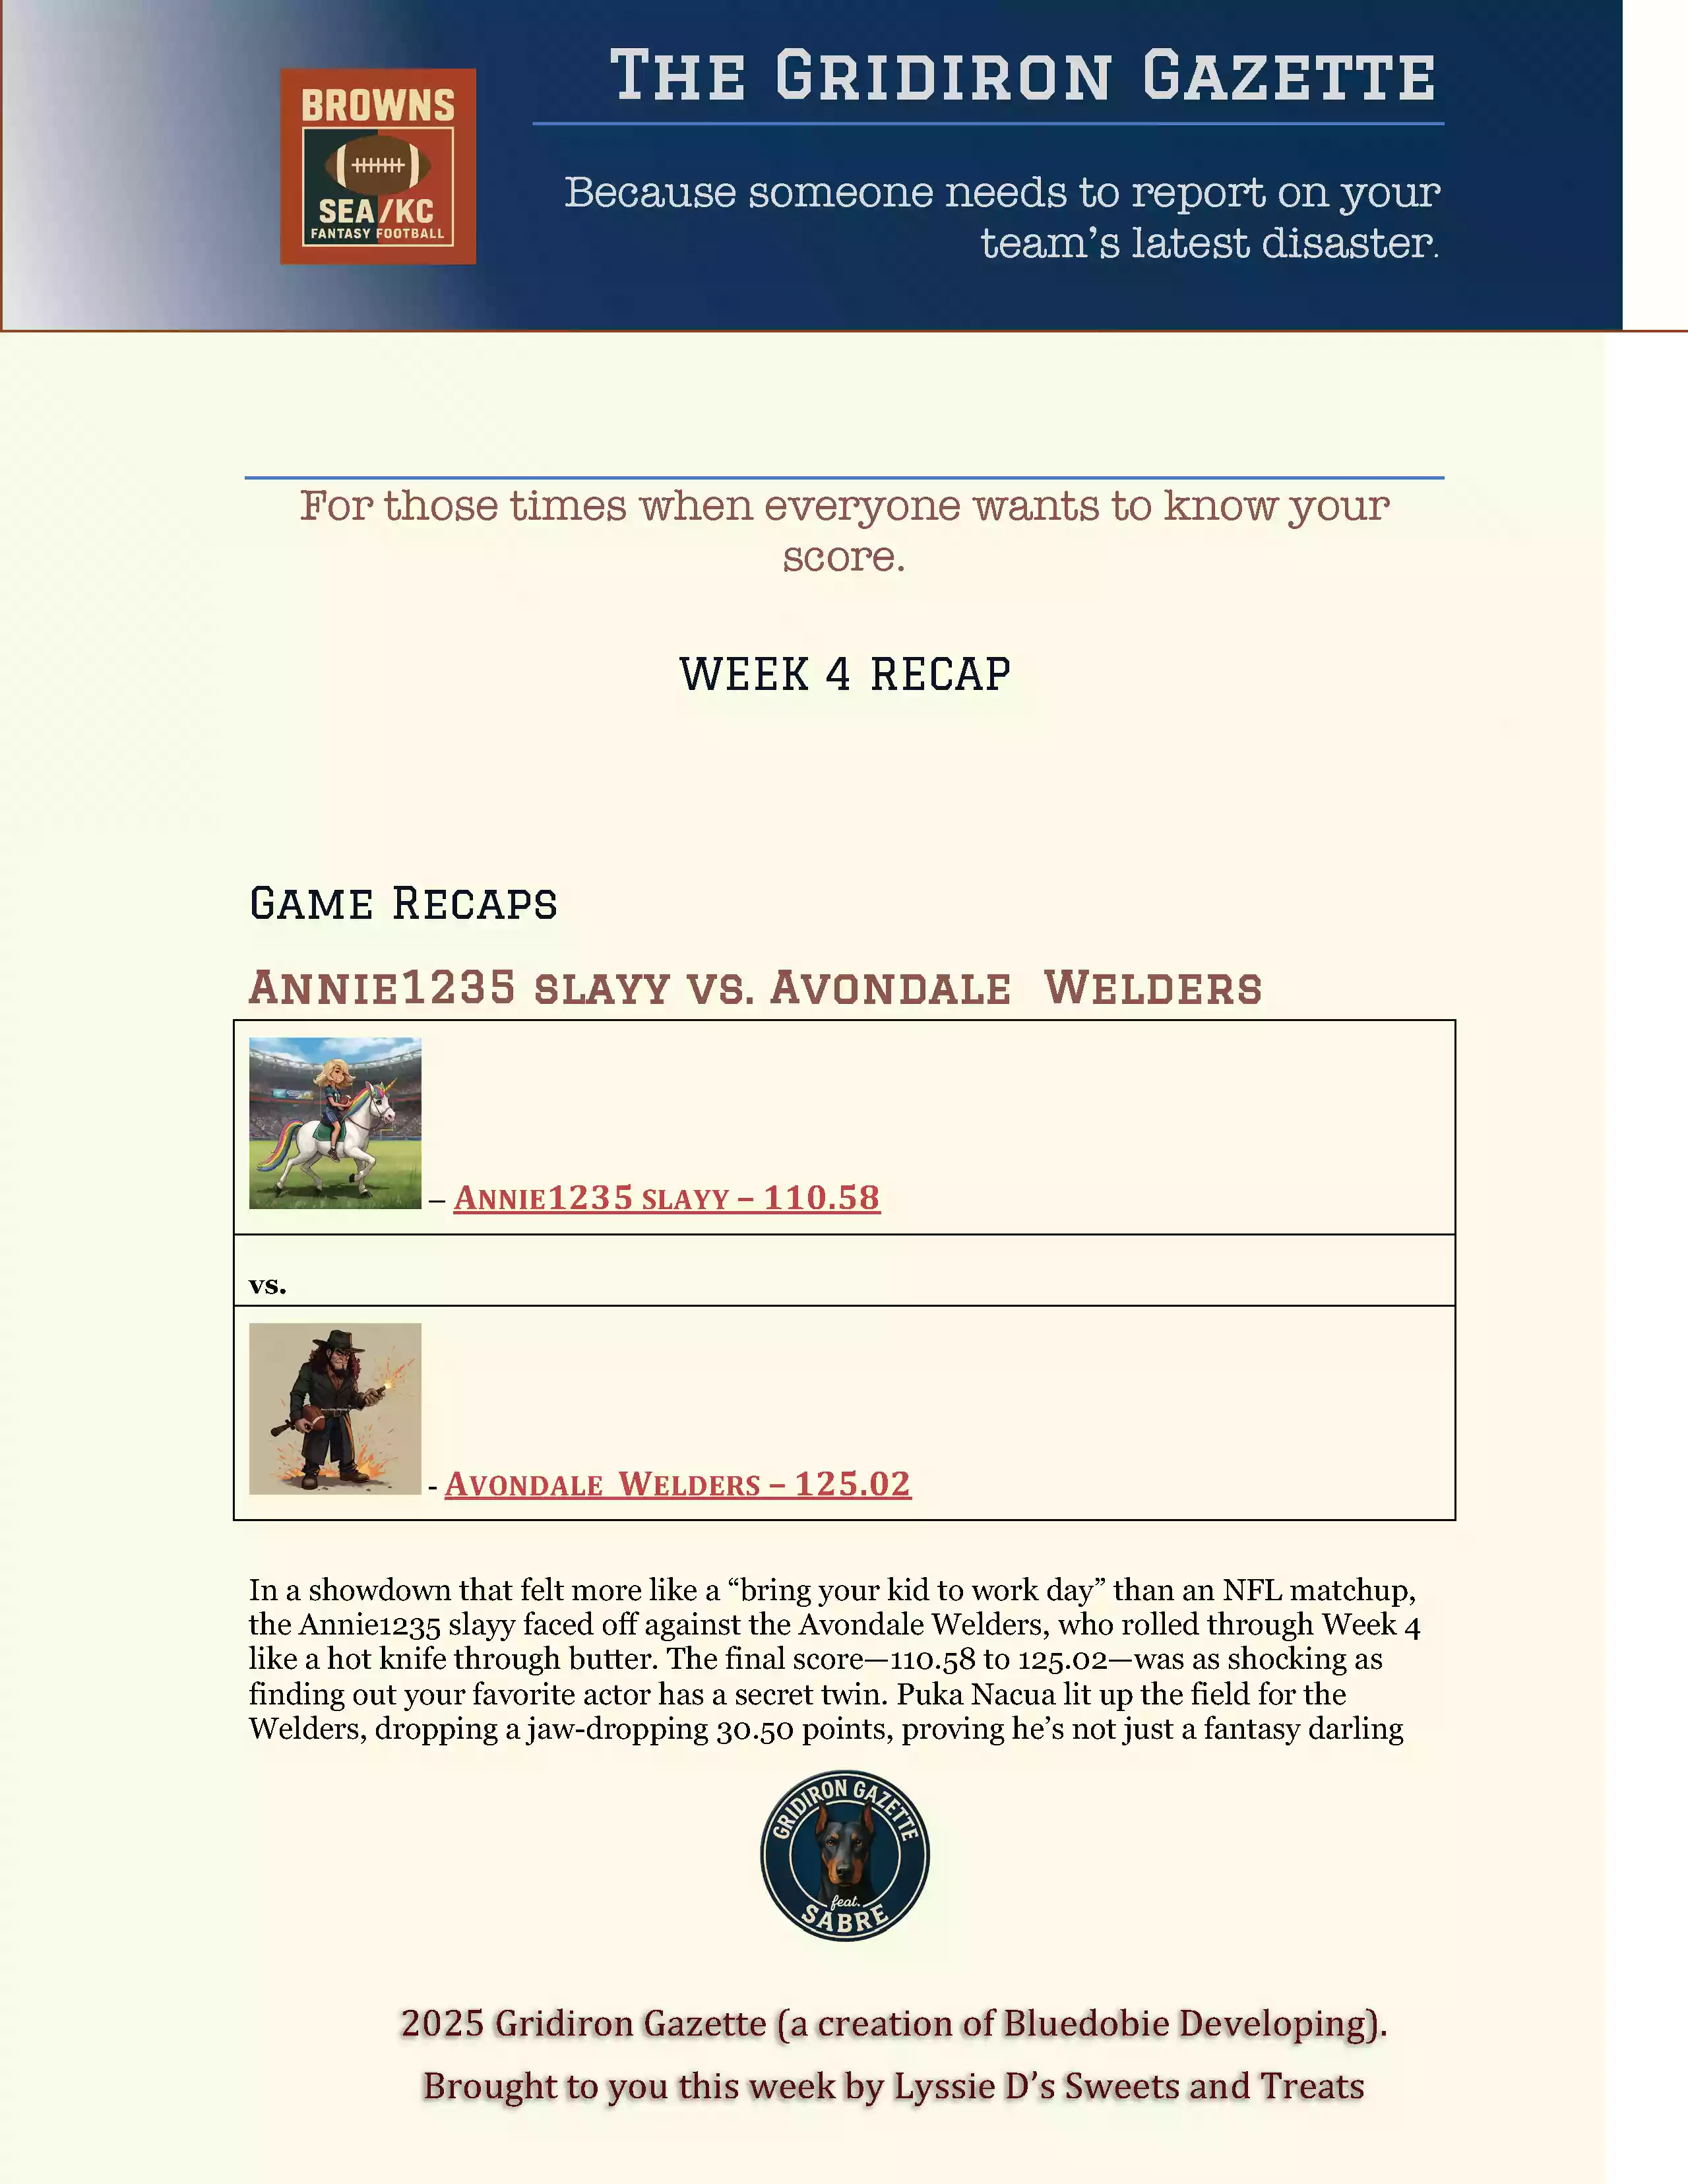 BROWNS
SEA/KC
FANTASY FOOTBALL
The Gridiron Gazette
Because someone needs to report on your
team's latest disaster.
For those times when everyone wants to know your
score.
WEEK 4 RECAP
Game Recaps
Annie1235 slayy vs. Avondale  Welders
– Annie1235 slayy – 110.58
vs.
- Avondale  Welders – 125.02
In a showdown that felt more like a “bring your kid to work day” than an NFL matchup,
the Annie1235 slayy faced off against the Avondale Welders, who rolled through Week 4
like a hot knife through butter. The final score—110.58 to 125.02—was as shocking as
finding out your favorite actor has a secret twin. Puka Nacua lit up the field for the
Welders, dropping a jaw-dropping 30.50 points, proving he’s not just a fantasy darling
GRIDIRON GAZETTE
feat.
SABRE
2025 Gridiron Gazette (a creation of Bluedobie Developing).
Brought to you this week by Lyssie D’s Sweets and Treats